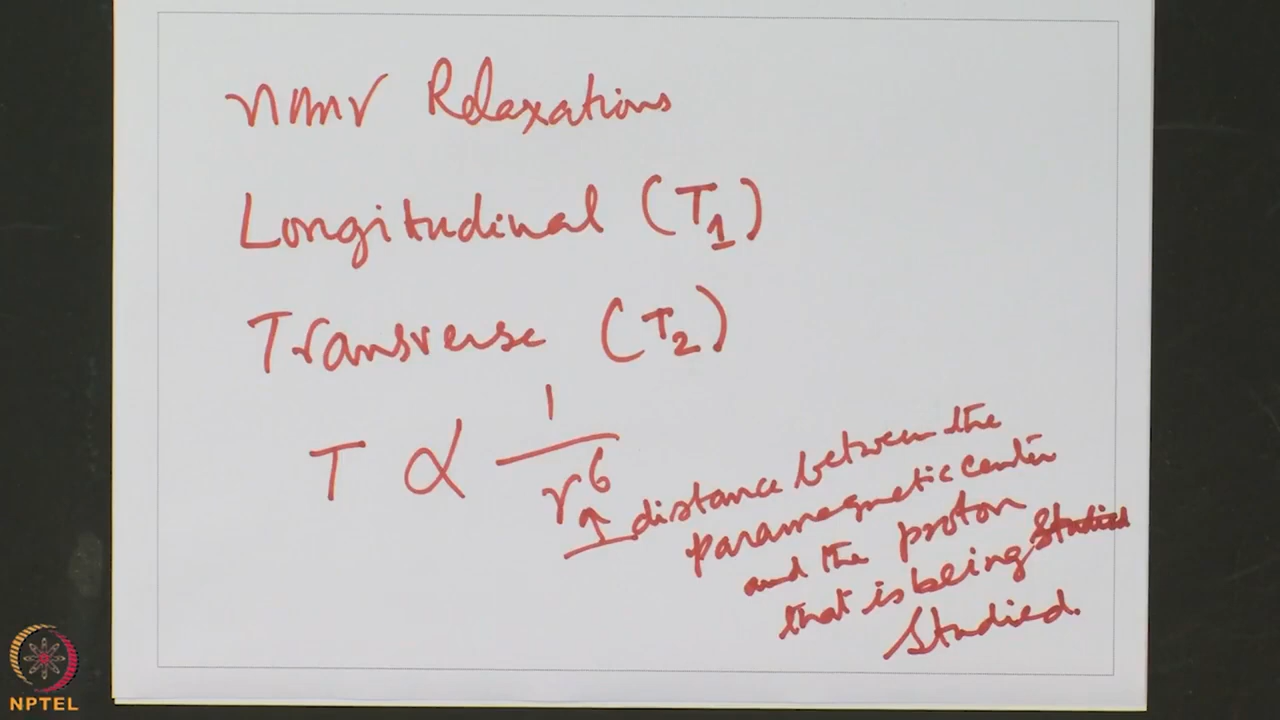 nmr Relaxations
Longitudinal (T₁)
Transverse (T₂)
T ∝ 1/r⁶
distance between the
paramagnetic center
and the proton
that is being Studied
Studied.
NPTEL